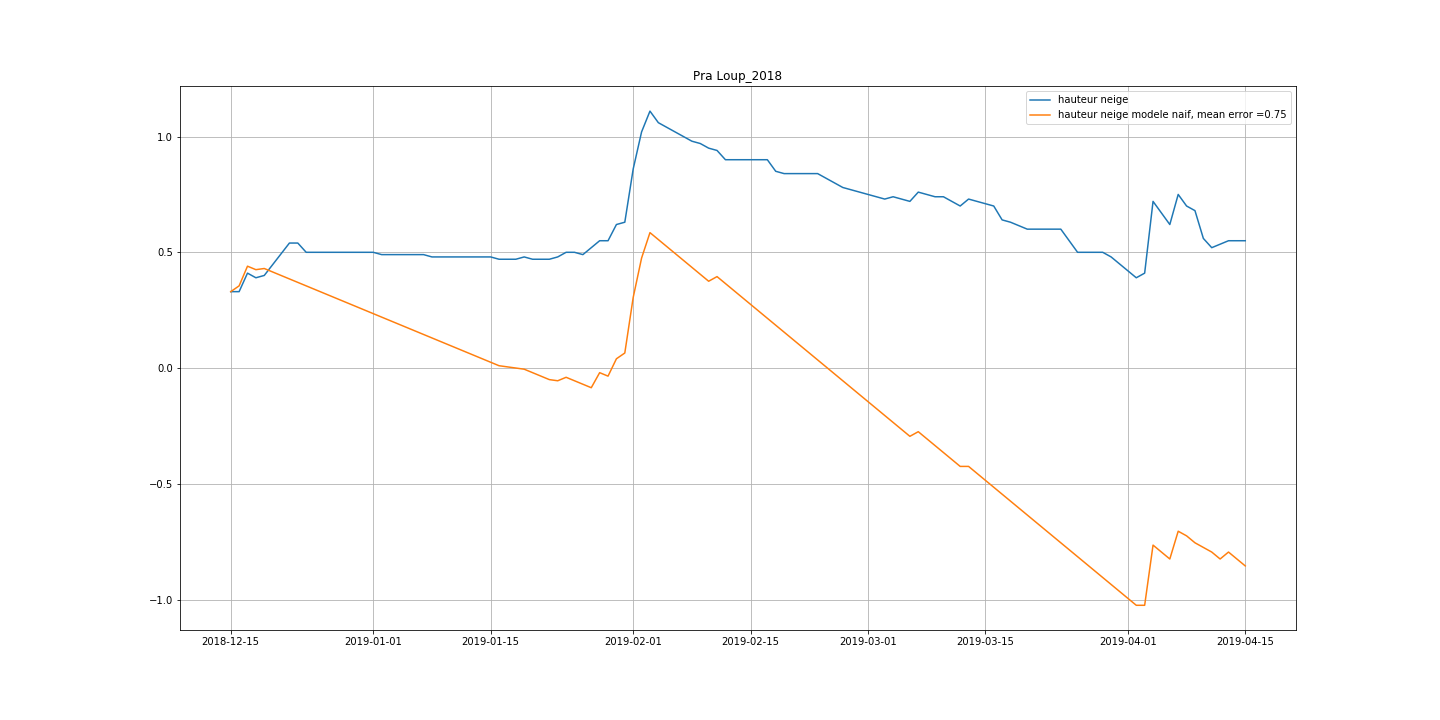 Pra Loup_2018
hauteur neige
hauteur neige modele naif, mean error =0.75
1.0
0.5
0.0
−0.5
−1.0
2018-12-15 2019-01-01 2019-01-15 2019-02-01 2019-02-15 2019-03-01 2019-03-15 2019-04-01 2019-04-15